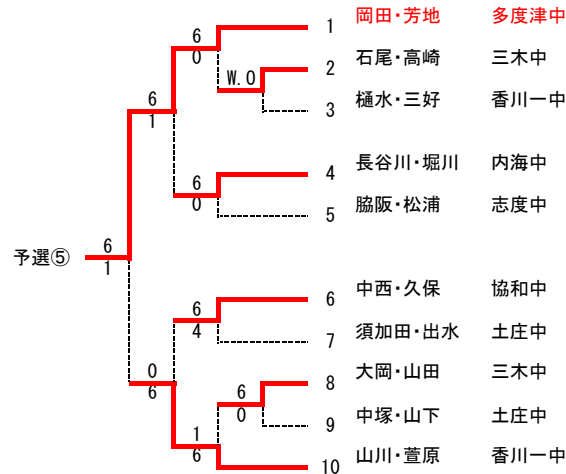 1 岡田・芳地 多度津中
6
0
2 石尾・高崎 三木中
W.O
3 樋水・三好 香川一中
6
1
4 長谷川・堀川 内海中
6
0
5 脇阪・松浦 志度中
予選⑤
6
1
6 中西・久保 協和中
6
4
7 須加田・出水 土庄中
0
6
8 大岡・山田 三木中
6
0
9 中塚・山下 土庄中
1
6
10 山川・萱原 香川一中